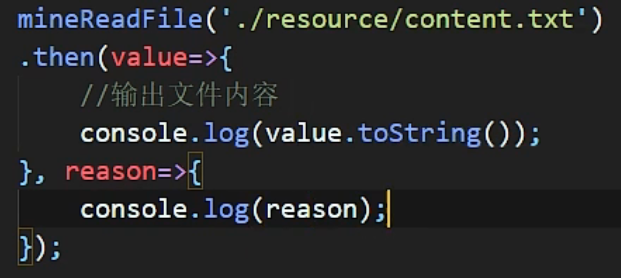 mineReadFile('./resource/content.txt')
.then(value=>{
    //输出文件内容
    console.log(value.toString());
}, reason=>{
    console.log(reason);
});